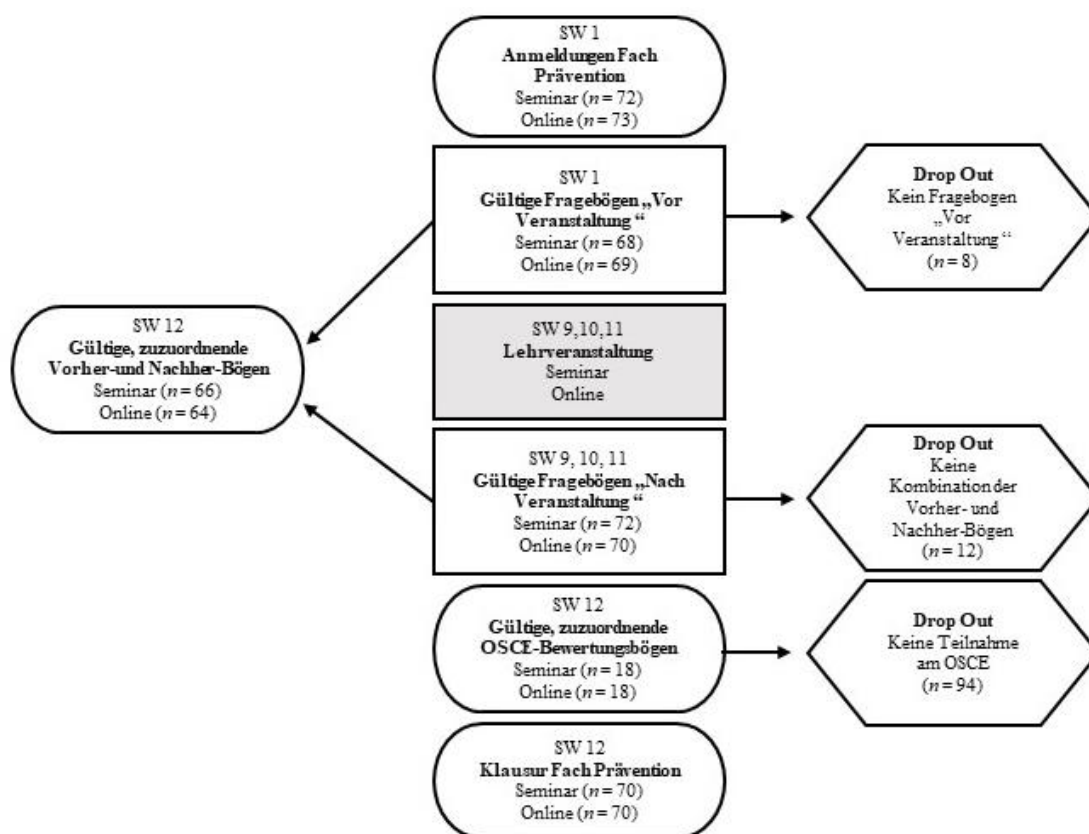 SW 1
Anmeldungen Fach
Prävention
Seminar (n = 72)
Online (n = 73)
SW 1
Gültige Fragebögen „Vor
Veranstaltung“
Seminar (n = 68)
Online (n = 69)
Drop Out
Kein Fragebogen
„Vor
Veranstaltung“
(n = 8)
SW 12
Gültige, zuzuordnende
Vorher-und Nachher-Bögen
Seminar (n = 66)
Online (n = 64)
SW 9,10,11
Lehrveranstaltung
Seminar
Online
SW 9, 10, 11
Gültige Fragebögen „Nach
Veranstaltung“
Seminar (n = 72)
Online (n = 70)
Drop Out
Keine
Kombination der
Vorher- und
Nachher-Bögen
(n = 12)
SW 12
Gültige, zuzuordnende
OSCE-Bewertungsbögen
Seminar (n = 18)
Online (n = 18)
Drop Out
Keine Teilnahme
am OSCE
(n = 94)
SW 12
Klausur Fach Prävention
Seminar (n = 70)
Online (n = 70)